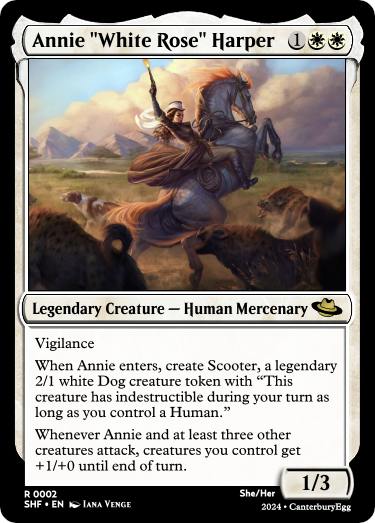 Annie "White Rose" Harper 1
Legendary Creature — Human Mercenary
Vigilance
When Annie enters, create Scooter, a legendary
2/1 white Dog creature token with “This
creature has indestructible during your turn as
long as you control a Human.”
Whenever Annie and at least three other
creatures attack, creatures you control get
+1/+0 until end of turn.
1/3
R 0002
She/Her
SHF • EN Iana Venge
2024 • CanterburyEgg